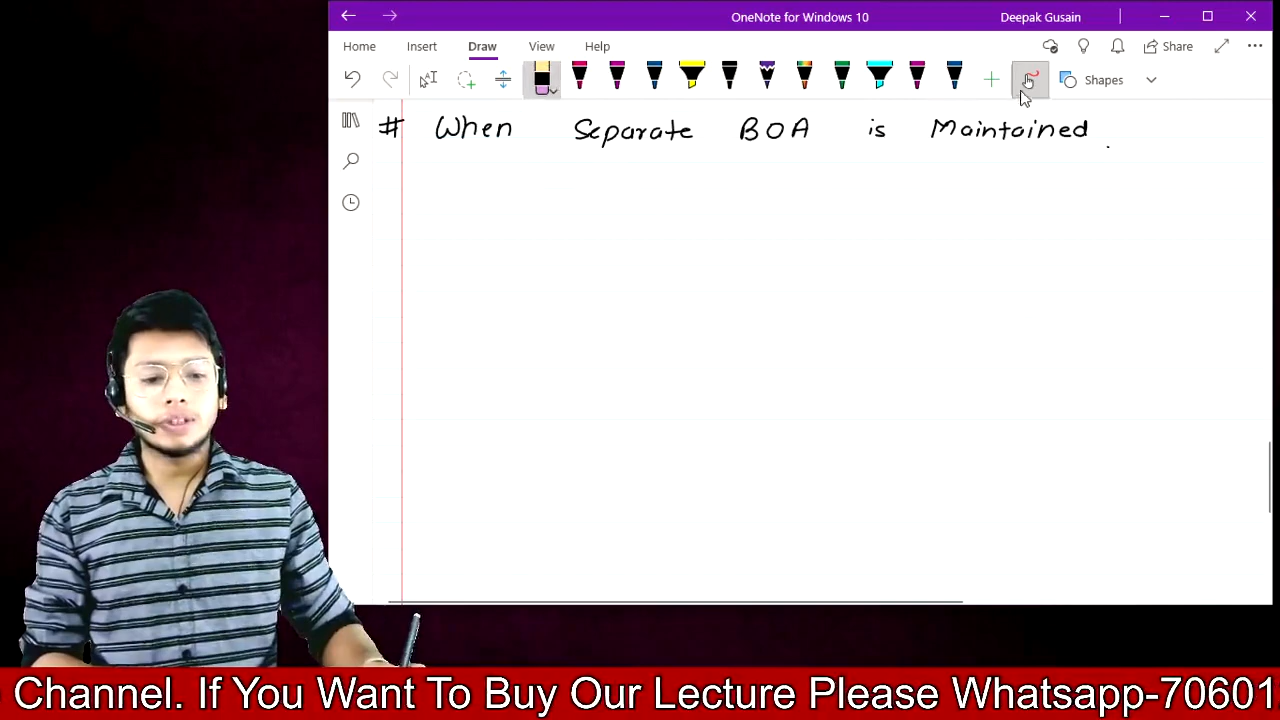 OneNote for Windows 10
Deepak Gusain
Home Insert Draw View Help
Share
Shapes
# When Separate BOA is Maintained.
Channel. If You Want To Buy Our Lecture Please Whatsapp-70601